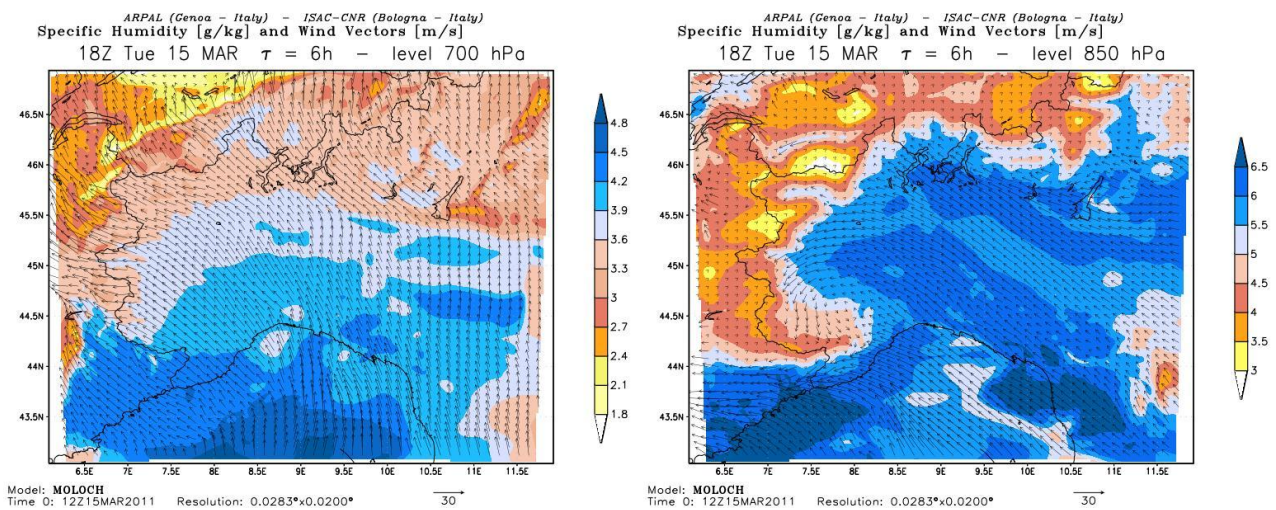 ARPAL (Genoa - Italy) - ISAC-CNR (Bologna - Italy)
Specific Humidity [g/kg] and Wind Vectors [m/s]
18Z Tue 15 MAR τ = 6h - level 700 hPa
46.5N
46N
45.5N
45N
44.5N
44N
43.5N
6.5E 7E 7.5E 8E 8.5E 9E 9.5E 10E 10.5E 11E 11.5E
4.8
4.5
4.2
3.9
3.6
3.3
3
2.7
2.4
2.1
1.8
Model: MOLOCH
Time 0: 12Z15MAR2011 Resolution: 0.0283°x0.0200° 30
ARPAL (Genoa - Italy) - ISAC-CNR (Bologna - Italy)
Specific Humidity [g/kg] and Wind Vectors [m/s]
18Z Tue 15 MAR τ = 6h - level 850 hPa
46.5N
46N
45.5N
45N
44.5N
44N
43.5N
6.5E 7E 7.5E 8E 8.5E 9E 9.5E 10E 10.5E 11E 11.5E
6.5
6
5.5
5
4.5
4
3.5
3
Model: MOLOCH
Time 0: 12Z15MAR2011 Resolution: 0.0283°x0.0200° 30